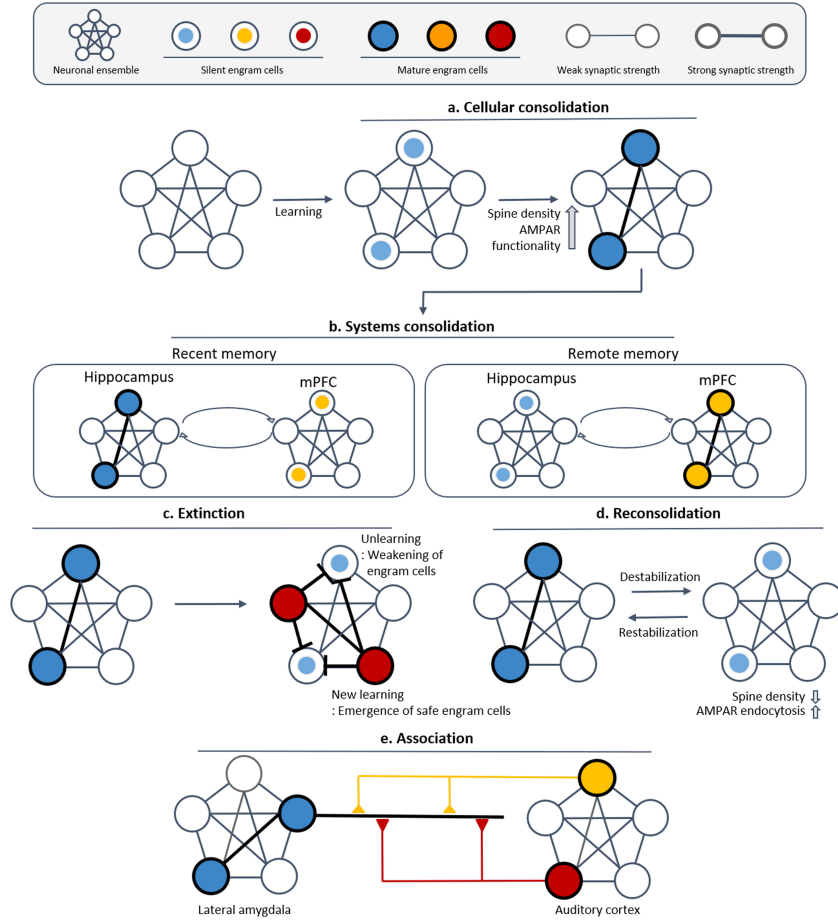 Neuronal ensemble
Silent engram cells
Mature engram cells
Weak synaptic strength
Strong synaptic strength
a. Cellular consolidation
Learning
Spine density
AMPAR
functionality
b. Systems consolidation
Recent memory
Remote memory
Hippocampus
mPFC
Hippocampus
mPFC
c. Extinction
Unlearning
: Weakening of
engram cells
New learning
: Emergence of safe engram cells
d. Reconsolidation
Destabilization
Restabilization
Spine density
AMPAR endocytosis
e. Association
Lateral amygdala
Auditory cortex